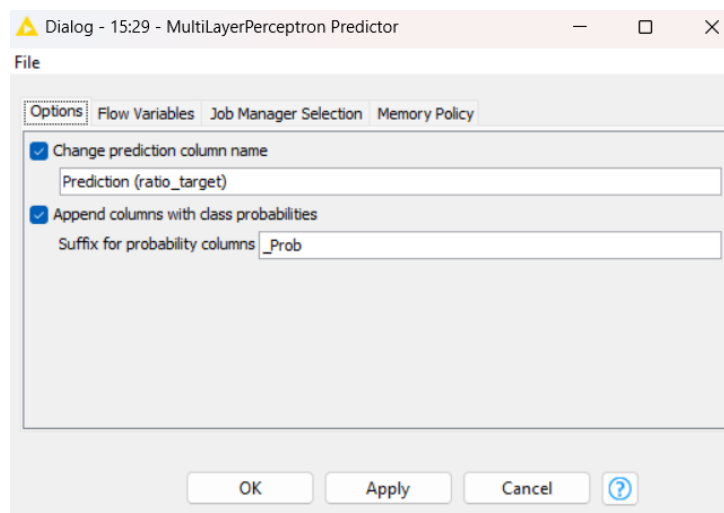 Dialog - 15:29 - MultiLayerPerceptron Predictor
File
Options Flow Variables Job Manager Selection Memory Policy
Change prediction column name
Prediction (ratio_target)
Append columns with class probabilities
Suffix for probability columns _Prob
OK Apply Cancel ?